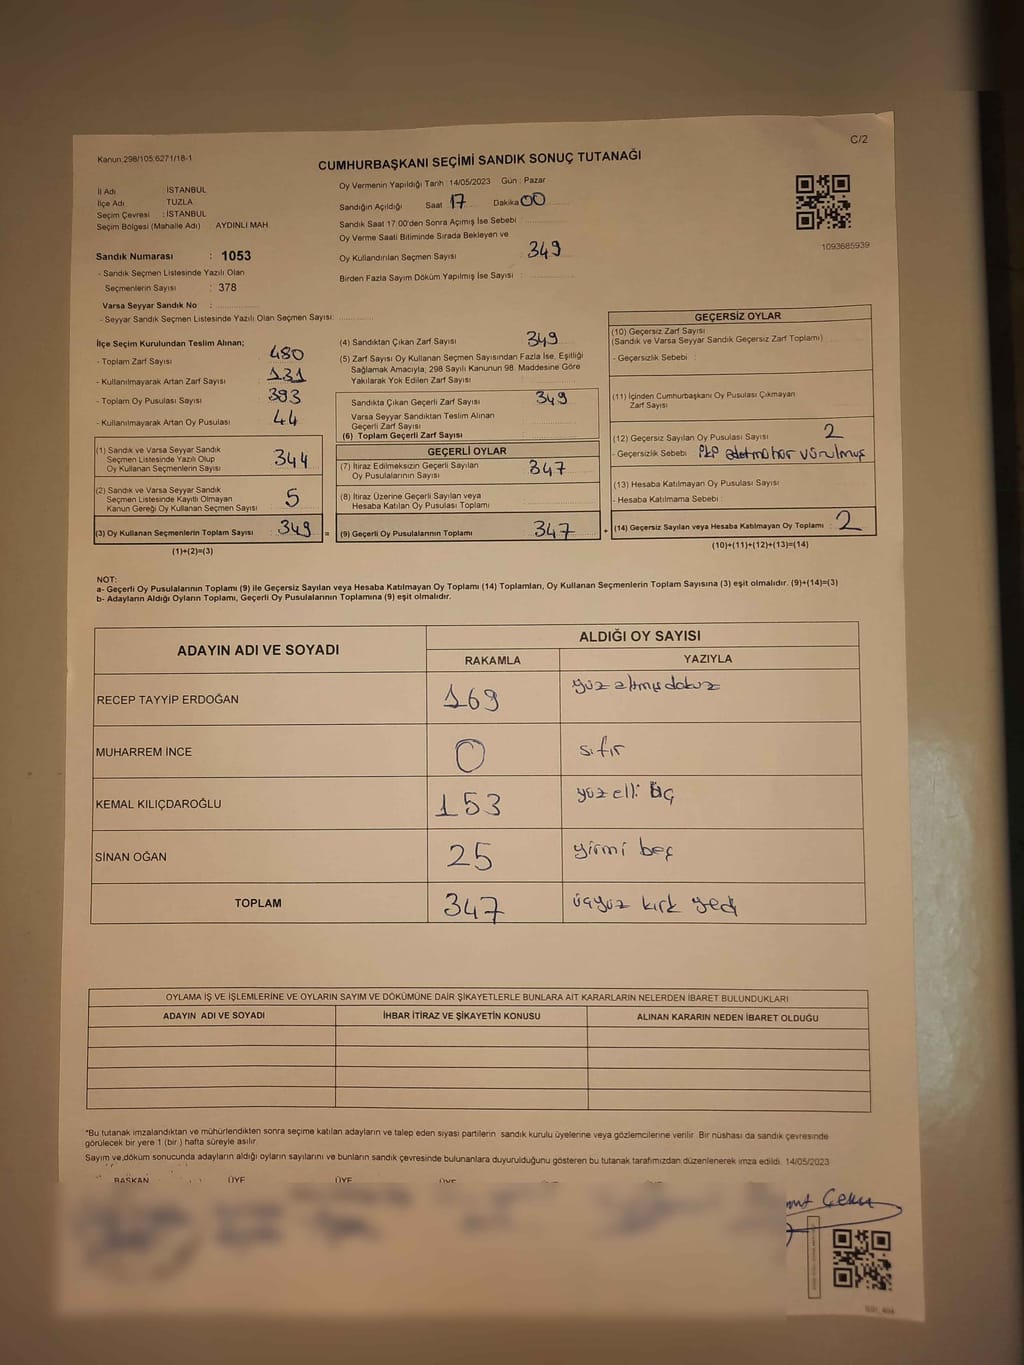 C/2
Kanun:298/105:6271/18-1
CUMHURBAŞKANI SEÇİMİ SANDIK SONUÇ TUTANAĞI
İl Adı : İSTANBUL
İlçe Adı : TUZLA
Seçim Çevresi : İSTANBUL
Seçim Bölgesi (Mahalle Adı) AYDINLI MAH.
Oy Vermenin Yapıldığı Tarih : 14/05/2023 Gün : Pazar
Sandığın Açıldığı Saat 17 Dakika 00
Sandık Saat 17:00'den Sonra Açımış İse Sebebi :
Oy Verme Saati Bitiminde Sırada Bekleyen ve
Oy Kullandırılan Seçmen Sayısı : 349
Birden Fazla Sayım Döküm Yapılmış İse Sayısı :
1093685939
Sandık Numarası : 1053
- Sandık Seçmen Listesinde Yazılı Olan
Seçmenlerin Sayısı : 378
Varsa Seyyar Sandık No :
- Seyyar Sandık Seçmen Listesinde Yazılı Olan Seçmen Sayısı:
İlçe Seçim Kurulundan Teslim Alınan;
- Toplam Zarf Sayısı : 480
- Kullanılmayarak Artan Zarf Sayısı : 131
- Toplam Oy Pusulası Sayısı : 393
- Kullanılmayarak Artan Oy Pusulası : 44
(1) Sandık ve Varsa Seyyar Sandık
Seçmen Listesinde Yazılı Olup
Oy Kullanan Seçmenlerin Sayısı : 344
(2) Sandık ve Varsa Seyyar Sandık
Seçmen Listesinde Kayıtlı Olmayan
Kanun Gereği Oy Kullanan Seçmen Sayısı : 5
(3) Oy Kullanan Seçmenlerin Toplam Sayısı : 349 =
(1)+(2)=(3)
(4) Sandıktan Çıkan Zarf Sayısı : 349
(5) Zarf Sayısı Oy Kullanan Seçmen Sayısından Fazla İse, Eşitliği
Sağlamak Amacıyla; 298 Sayılı Kanunun 98. Maddesine Göre
Yakılarak Yok Edilen Zarf Sayısı :
Sandıkta Çıkan Geçerli Zarf Sayısı : 349
Varsa Seyyar Sandıktan Teslim Alınan
Geçerli Zarf Sayısı :
(6) Toplam Geçerli Zarf Sayısı :
GEÇERLİ OYLAR
(7) İtiraz Edilmeksizin Geçerli Sayılan
Oy Pusulalarının Sayısı : 347
(8) İtiraz Üzerine Geçerli Sayılan veya
Hesaba Katılan Oy Pusulası Toplamı :
(9) Geçerli Oy Pusulalarının Toplamı : 347 +
GEÇERSİZ OYLAR
(10) Geçersiz Zarf Sayısı
(Sandık ve Varsa Seyyar Sandık Geçersiz Zarf Toplamı) :
- Geçersizlik Sebebi :
(11) İçinden Cumhurbaşkanı Oy Pusulası Çıkmayan
Zarf Sayısı :
(12) Geçersiz Sayılan Oy Pusulası Sayısı : 2
- Geçersizlik Sebebi :
(13) Hesaba Katılmayan Oy Pusulası Sayısı :
- Hesaba Katılmama Sebebi :
(14) Geçersiz Sayılan veya Hesaba Katılmayan Oy Toplamı : 2
(10)+(11)+(12)+(13)=(14)
NOT:
a- Geçerli Oy Pusulalarının Toplamı (9) ile Geçersiz Sayılan veya Hesaba Katılmayan Oy Toplamı (14) Toplamları, Oy Kullanan Seçmenlerin Toplam Sayısına (3) eşit olmalıdır. (9)+(14)=(3)
b- Adayların Aldığı Oyların Toplamı, Geçerli Oy Pusulalarının Toplamına (9) eşit olmalıdır.
ADAYIN ADI VE SOYADI ALDIĞI OY SAYISI
RAKAMLA YAZIYLA
RECEP TAYYİP ERDOĞAN 169 yüz altmış dokuz
MUHARREM İNCE 0 sıfır
KEMAL KILIÇDAROĞLU 153 yüz elli üç
SİNAN OĞAN 25 yirmi beş
TOPLAM 347 üçyüz kırk yedi
OYLAMA İŞ VE İŞLEMLERİNE VE OYLARIN SAYIM VE DÖKÜMÜNE DAİR ŞİKAYETLERLE BUNLARA AİT KARARLARIN NELERDEN İBARET BULUNDUKLARI
ADAYIN ADI VE SOYADI İHBAR İTİRAZ VE ŞİKAYETİN KONUSU ALINAN KARARIN NEDEN İBARET OLDUĞU
*Bu tutanak imzalandıktan ve mühürlendikten sonra seçime katılan adayların ve talep eden siyasi partilerin sandık kurulu üyelerine veya gözlemcilerine verilir. Bir nüshası da sandık çevresinde
görülecek bir yere 1 (bir ) hafta süreyle asılır.
Sayım ve döküm sonucunda adayların aldığı oyların sayılarını ve bunların sandık çevresinde bulunanlara duyurulduğunu gösteren bu tutanak tarafımızdan düzenlenerek imza edildi. 14/05/2023
BAŞKAN ÜYE ÜYE